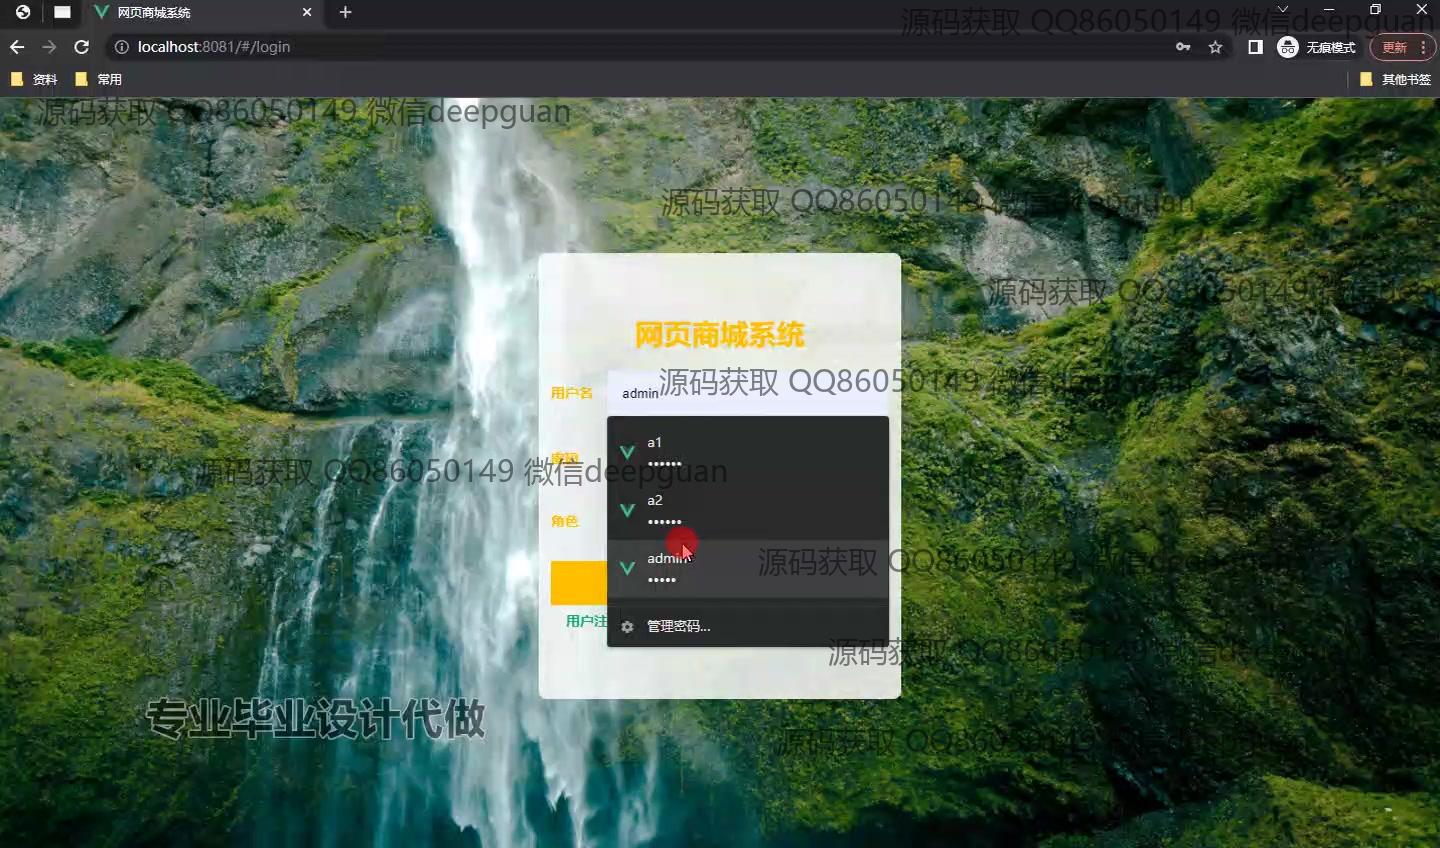 网页商城系统
源码获取 QQ86050149 微信deepguan
localhost:8081/#/login
无痕模式
更新
资料
常用
其他书签
源码获取 QQ86050149 微信deepguan
源码获取 QQ86050149 微信deepguan
源码获取 QQ86050149 微信
网页商城系统
用户名
admin
源码获取 QQ86050149 微信deepguan
a1
••••••
密码
源码获取 QQ86050149 微信deepguan
a2
••••••
角色
admin
•••••
源码获取 QQ86050149 微信deepguan
用户注
管理密码...
源码获取 QQ86050149 微信deepguan
专业毕业设计代做
源码获取 QQ86050149 微信deepguan